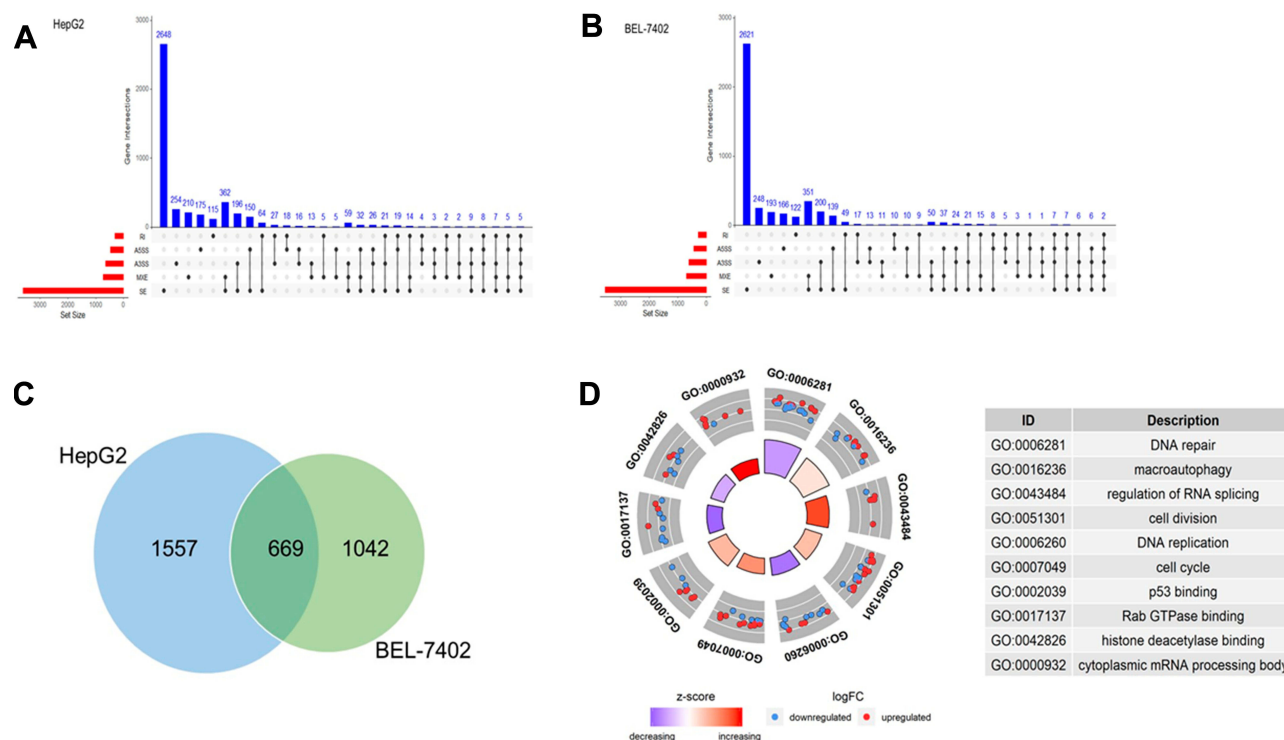 A
HepG2
Gene Intersections
3000
2000
1000
0
2648
254
210
175
115
362
196
150
64
27
18
16
13
5
5
59
32
26
21
19
14
4
3
2
2
9
8
7
5
5
RI
A5SS
A3SS
MXE
SE
3000 2000 1000 0
Set Size
B
BEL-7402
Gene Intersections
3000
2000
1000
0
2621
248
193
166
122
351
200
139
49
17
13
11
10
10
9
50
37
24
21
15
8
5
3
1
1
7
7
6
6
2
RI
A5SS
A3SS
MXE
SE
3000 2000 1000 0
Set Size
C
HepG2
1557
669
1042
BEL-7402
D
GO:0006281
GO:0016236
GO:0043484
GO:0051301
GO:0006260
GO:0007049
GO:0002039
GO:0017137
GO:0042826
GO:0000932
z-score
decreasing increasing
logFC
downregulated upregulated
ID Description
GO:0006281 DNA repair
GO:0016236 macroautophagy
GO:0043484 regulation of RNA splicing
GO:0051301 cell division
GO:0006260 DNA replication
GO:0007049 cell cycle
GO:0002039 p53 binding
GO:0017137 Rab GTPase binding
GO:0042826 histone deacetylase binding
GO:0000932 cytoplasmic mRNA processing body